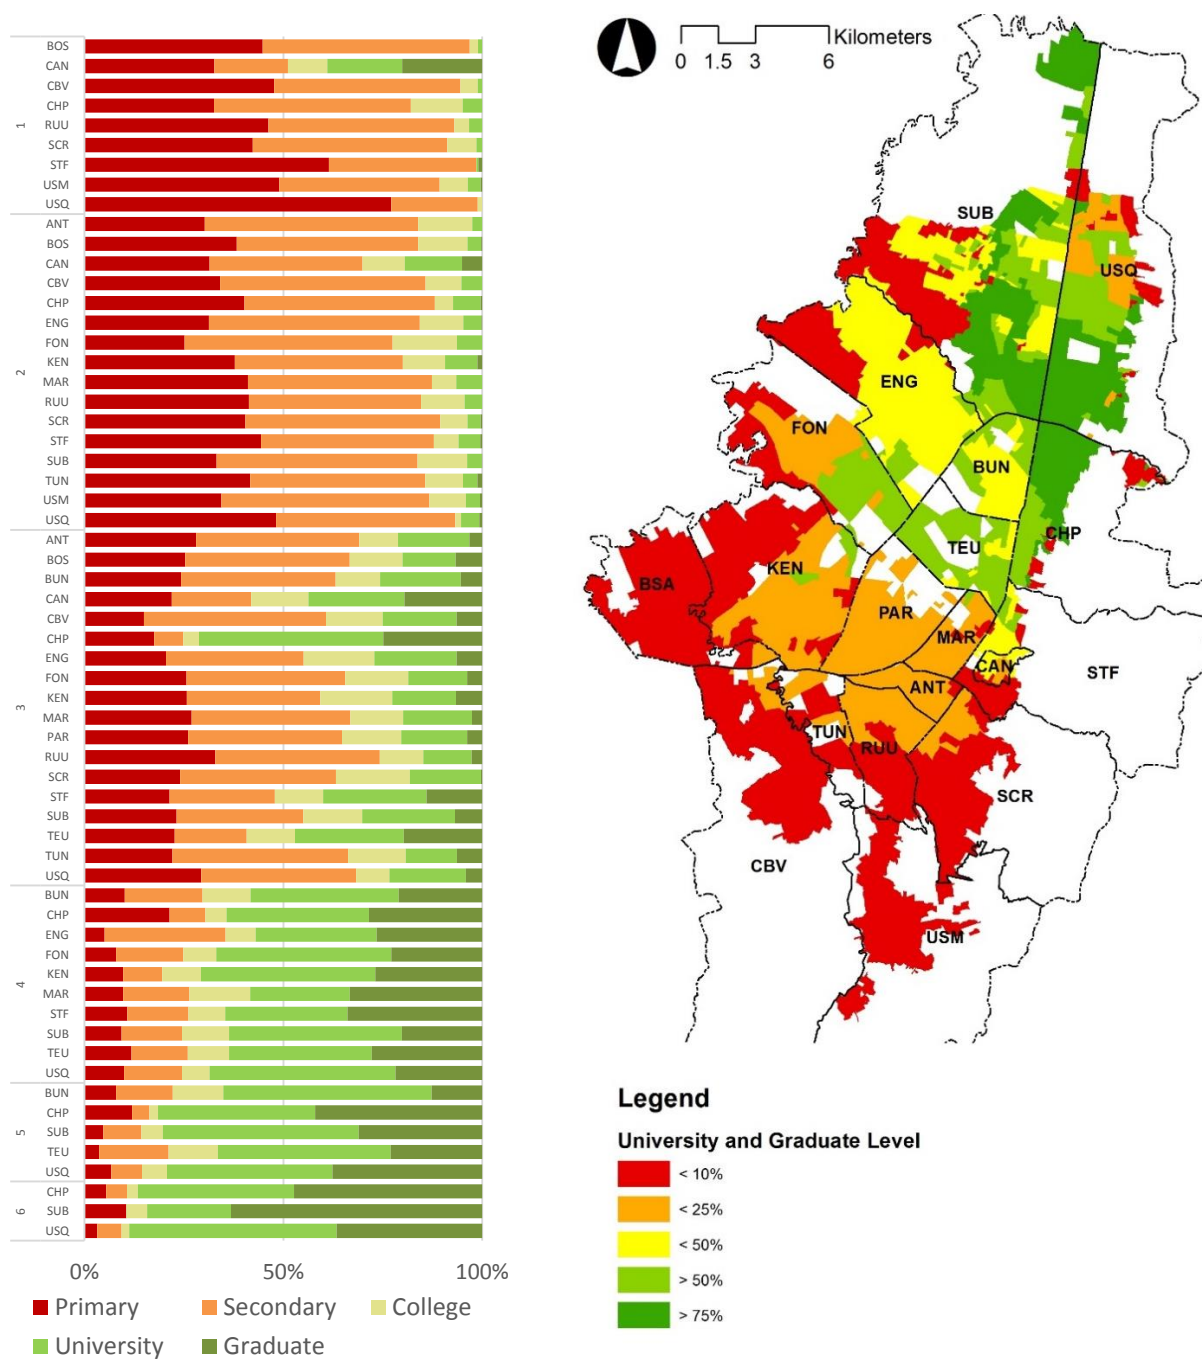 1
BOS
CAN
CBV
CHP
RUU
SCR
STF
USM
USQ
2
ANT
BOS
CAN
CBV
CHP
ENG
FON
KEN
MAR
RUU
SCR
STF
SUB
TUN
USM
USQ
3
ANT
BOS
BUN
CAN
CBV
CHP
ENG
FON
KEN
MAR
PAR
RUU
SCR
STF
SUB
TEU
TUN
USQ
4
BUN
CHP
ENG
FON
KEN
MAR
STF
SUB
TEU
USQ
5
BUN
CHP
SUB
TEU
USQ
6
CHP
SUB
USQ
0% 50% 100%
Primary Secondary College
University Graduate
Kilometers
0 1.5 3 6
SUB
USQ
ENG
FON
BUN
CHP
TEU
KEN
BSA
PAR
MAR
CAN
STF
ANT
TUN
RUU
SCR
CBV
USM
Legend
University and Graduate Level
< 10%
< 25%
< 50%
> 50%
> 75%